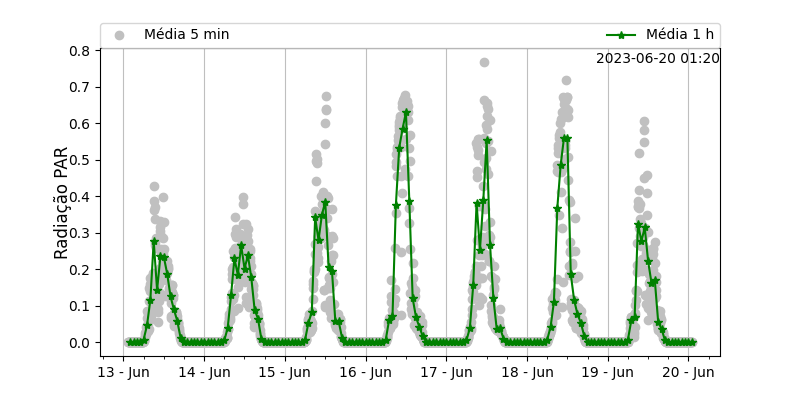 Média 5 min
Média 1 h
2023-06-20 01:20
Radiação PAR
0.8
0.7
0.6
0.5
0.4
0.3
0.2
0.1
0.0
13 - Jun
14 - Jun
15 - Jun
16 - Jun
17 - Jun
18 - Jun
19 - Jun
20 - Jun